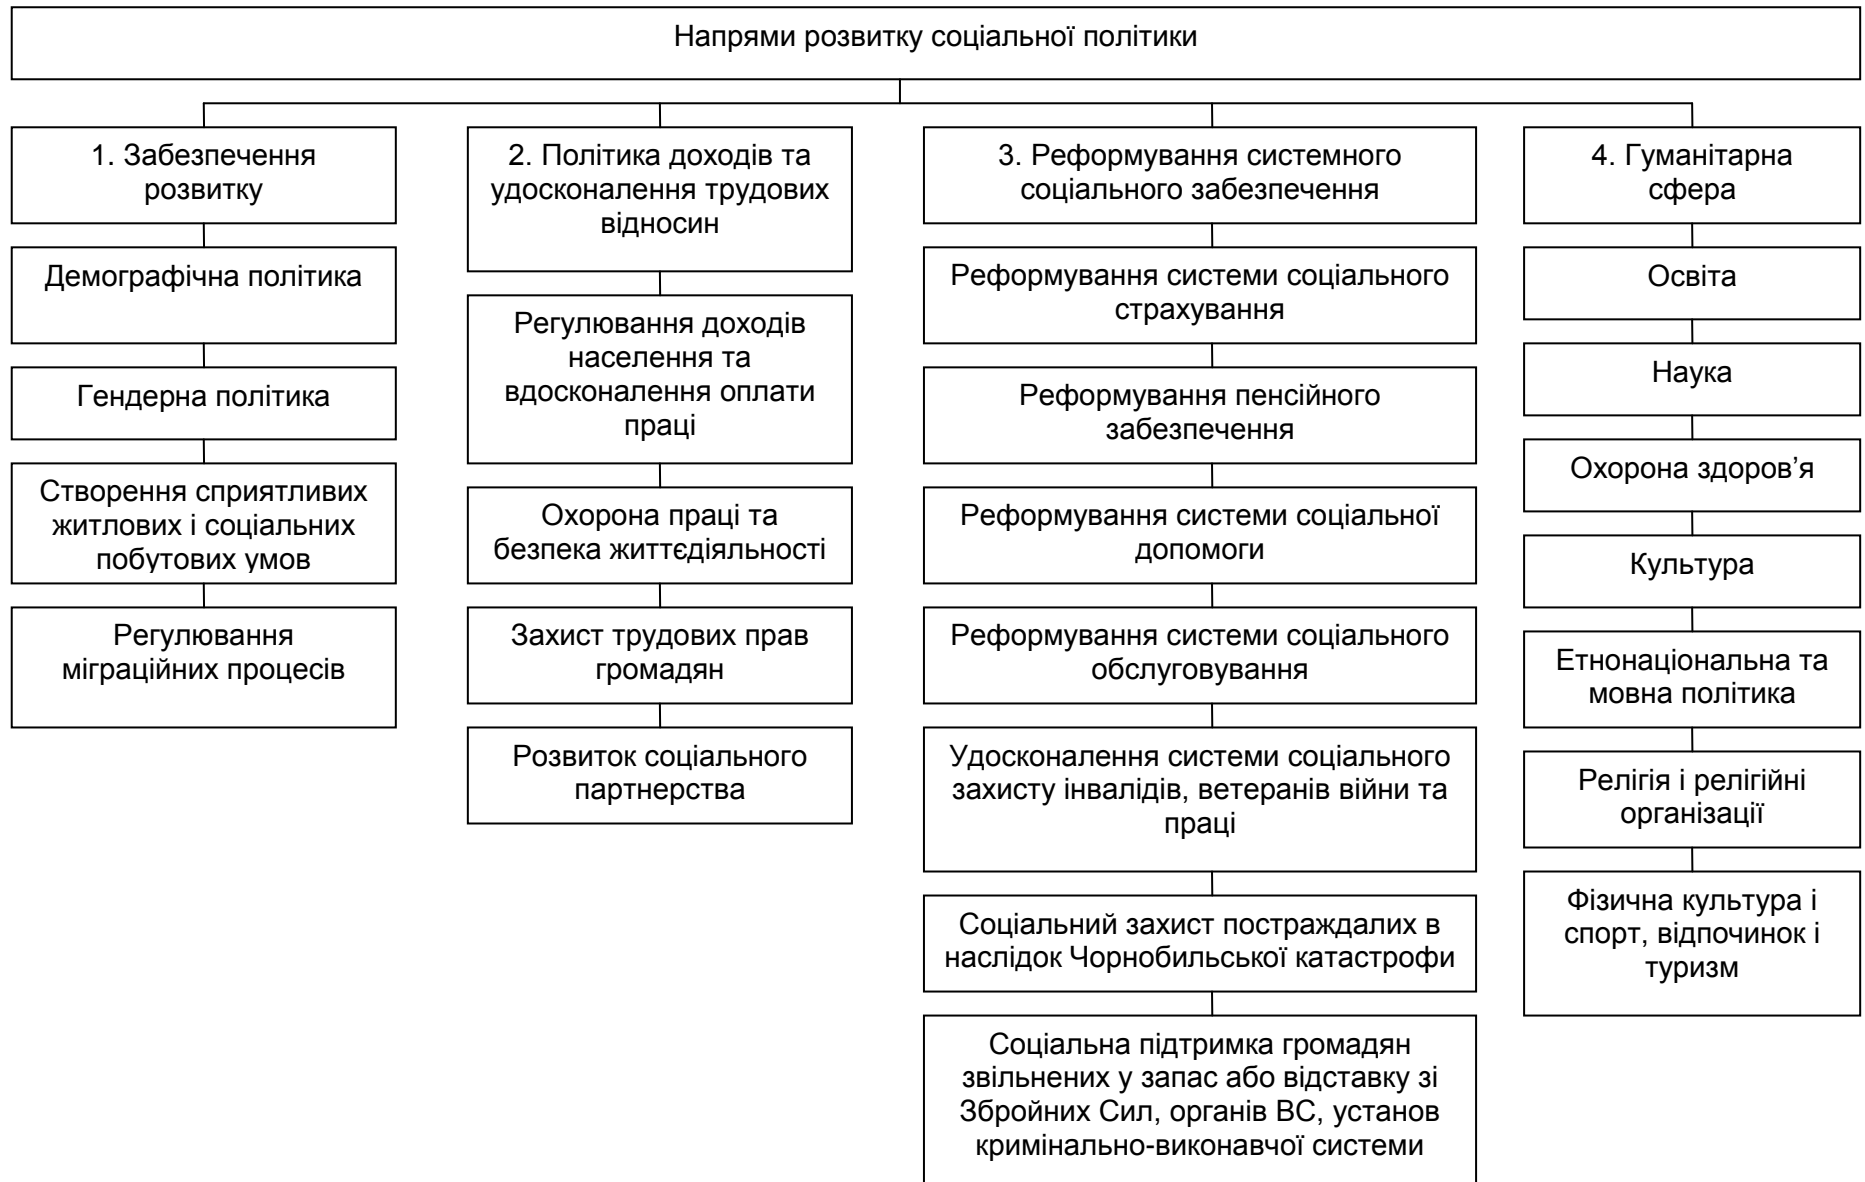 Напрями розвитку соціальної політики
1. Забезпечення
розвитку
Демографічна політика
Гендерна політика
Створення сприятливих
житлових і соціальних
побутових умов
Регулювання
міграційних процесів
2. Політика доходів та
удосконалення трудових
відносин
Регулювання доходів
населення та
вдосконалення оплати
праці
Охорона праці та
безпека життєдіяльності
Захист трудових прав
громадян
Розвиток соціального
партнерства
3. Реформування системного
соціального забезпечення
Реформування системи соціального
страхування
Реформування пенсійного
забезпечення
Реформування системи соціальної
допомоги
Реформування системи соціального
обслуговування
Удосконалення системи соціального
захисту інвалідів, ветеранів війни та
праці
Соціальний захист постраждалих в
наслідок Чорнобильської катастрофи
Соціальна підтримка громадян
звільнених у запас або відставку зі
Збройних Сил, органів ВС, установ
кримінально-виконавчої системи
4. Гуманітарна
сфера
Освіта
Наука
Охорона здоров’я
Культура
Етнонаціональна та
мовна політика
Релігія і релігійні
організації
Фізична культура і
спорт, відпочинок і
туризм